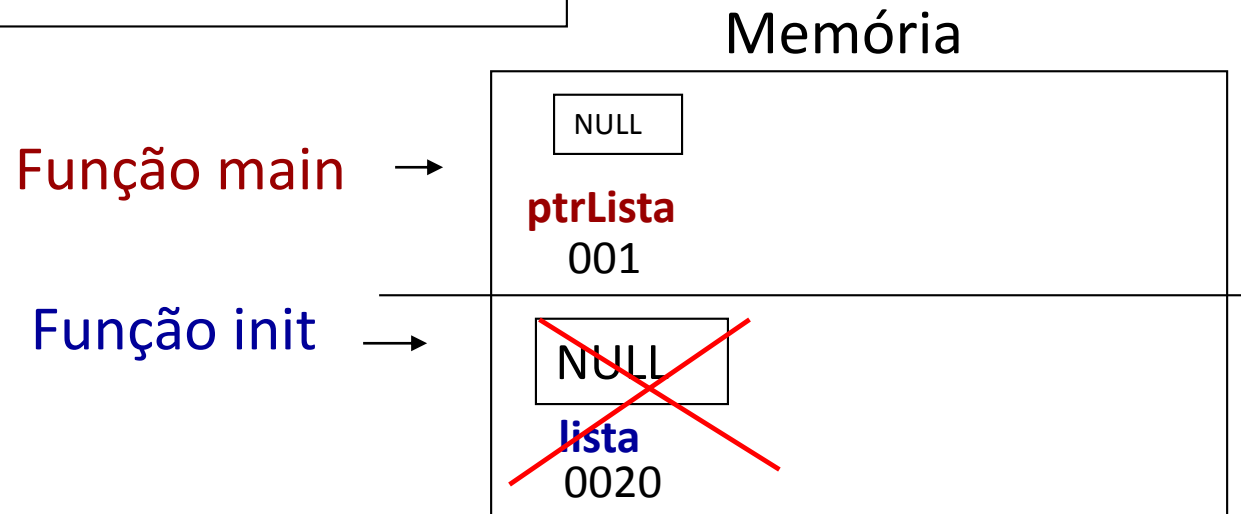 Memória
NULL
Função main
ptrLista
001
Função init
NULL
lista
0020